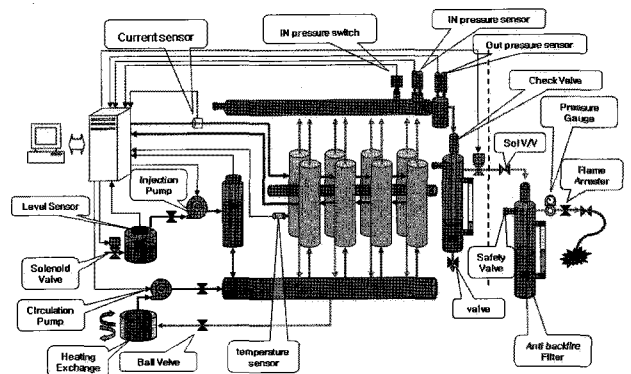 IN pressure sensor
IN pressure switch
Current sensor
Out pressure sensor
Check Valve
Pressure
Gauge
Sol V/V
Injection
Pump
Flame
Arrester
Level Sensor
Safety
Valve
Solenoid
Valve
valve
Circulation
Pump
Anti backfire
Filter
temperature
sensor
Ball Velve
Heating
Exchange